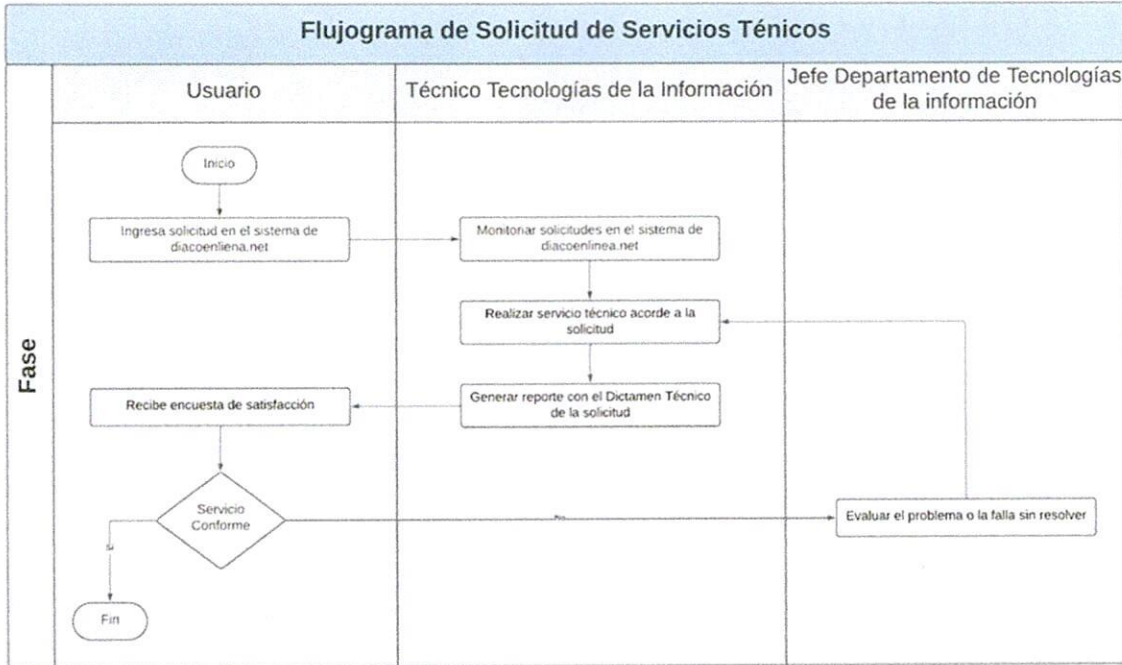 Flujograma de Solicitud de Servicios Ténicos
Usuario
Técnico Tecnologías de la Información
Jefe Departamento de Tecnologías
de la información
Fase
Inicio
Ingresa solicitud en el sistema de
diacoenliena.net
Monitoriar solicitudes en el sistema de
diacoenlinea.net
Realizar servicio técnico acorde a la
solicitud
Generar reporte con el Dictamen Técnico
de la solicitud
Recibe encuesta de satisfacción
Servicio
Conforme
Evaluar el problema o la falla sin resolver
Si
Fin